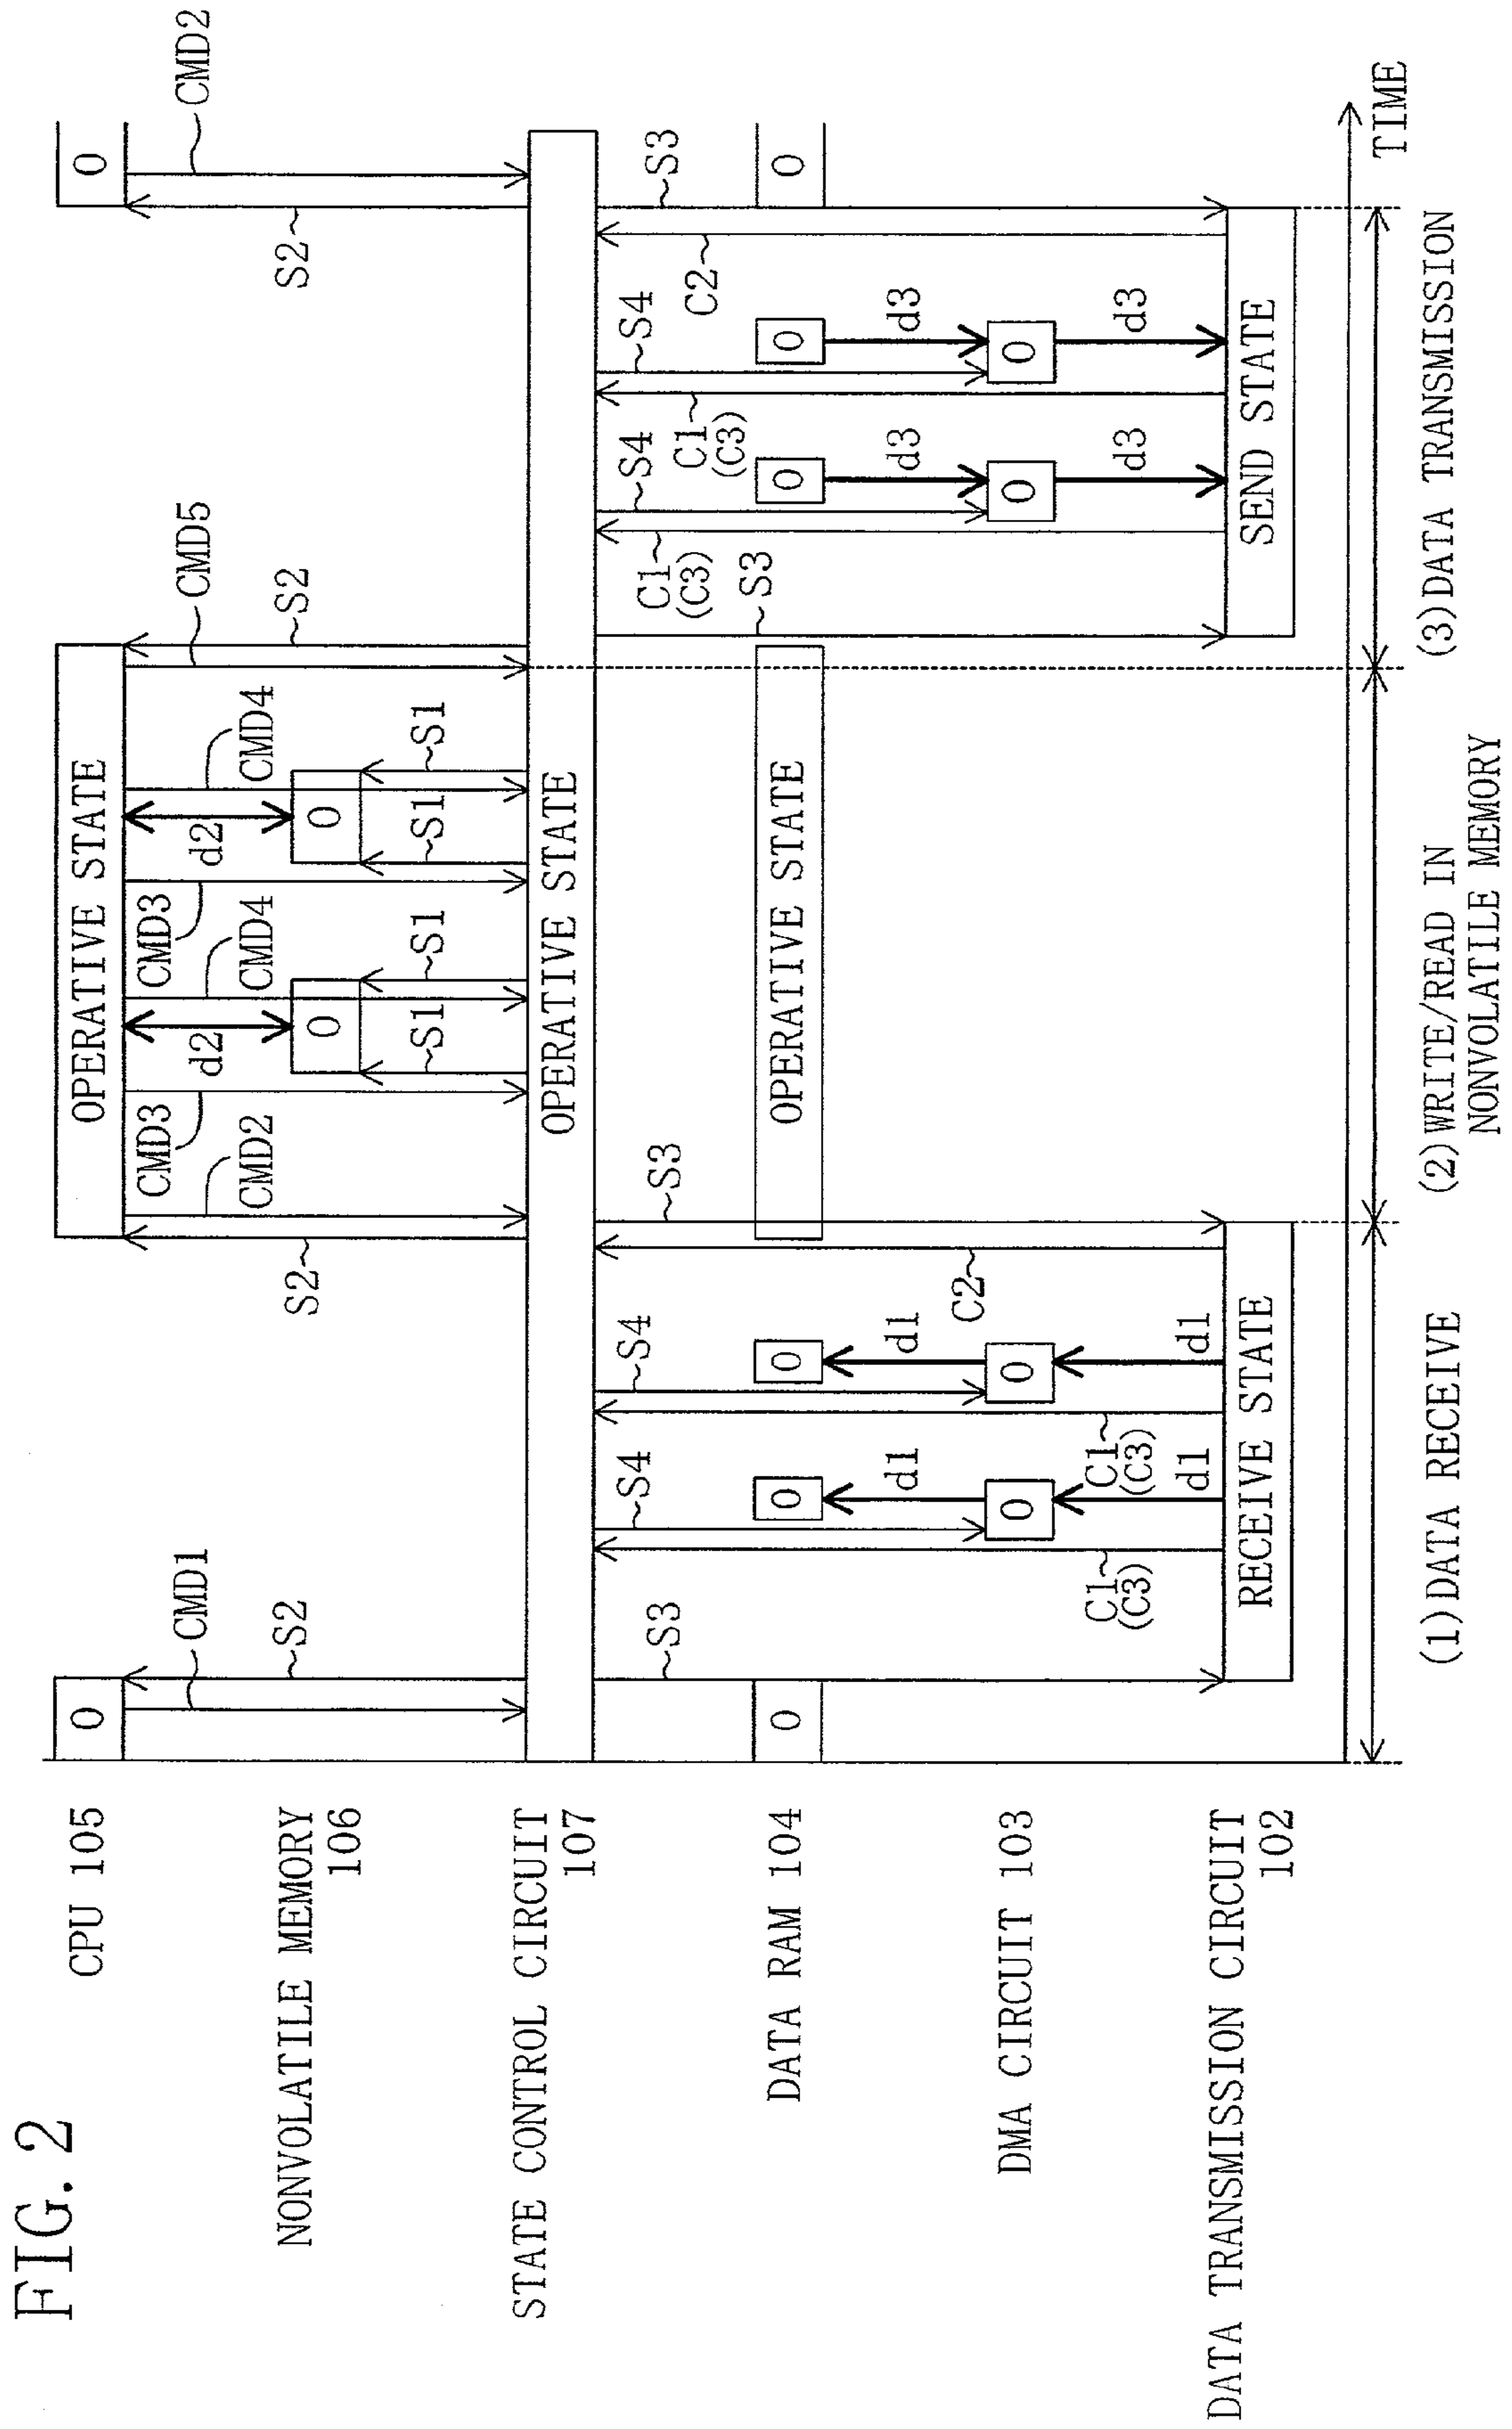 FIG. 2
CPU 105
0
CMD1
S2
S2
OPERATIVE STATE
CMD2
CMD3
d2
CMD4
CMD3
d2
CMD4
CMD5
S2
S2
0
CMD2
NONVOLATILE MEMORY
106
0
S1
S1
0
S1
S1
STATE CONTROL CIRCUIT
107
OPERATIVE STATE
S3
S4
S4
S3
S3
S4
S4
S3
C1
(C3)
C1
(C3)
C2
DATA RAM 104
0
0
0
OPERATIVE STATE
0
0
0
d1
d1
d3
d3
DMA CIRCUIT 103
0
0
0
0
C1
(C3)
d1
C1
(C3)
d1
C2
d3
d3
DATA TRANSMISSION CIRCUIT
102
RECEIVE STATE
SEND STATE
TIME
(1)DATA RECEIVE
(2)WRITE/READ IN
NONVOLATILE MEMORY
(3)DATA TRANSMISSION